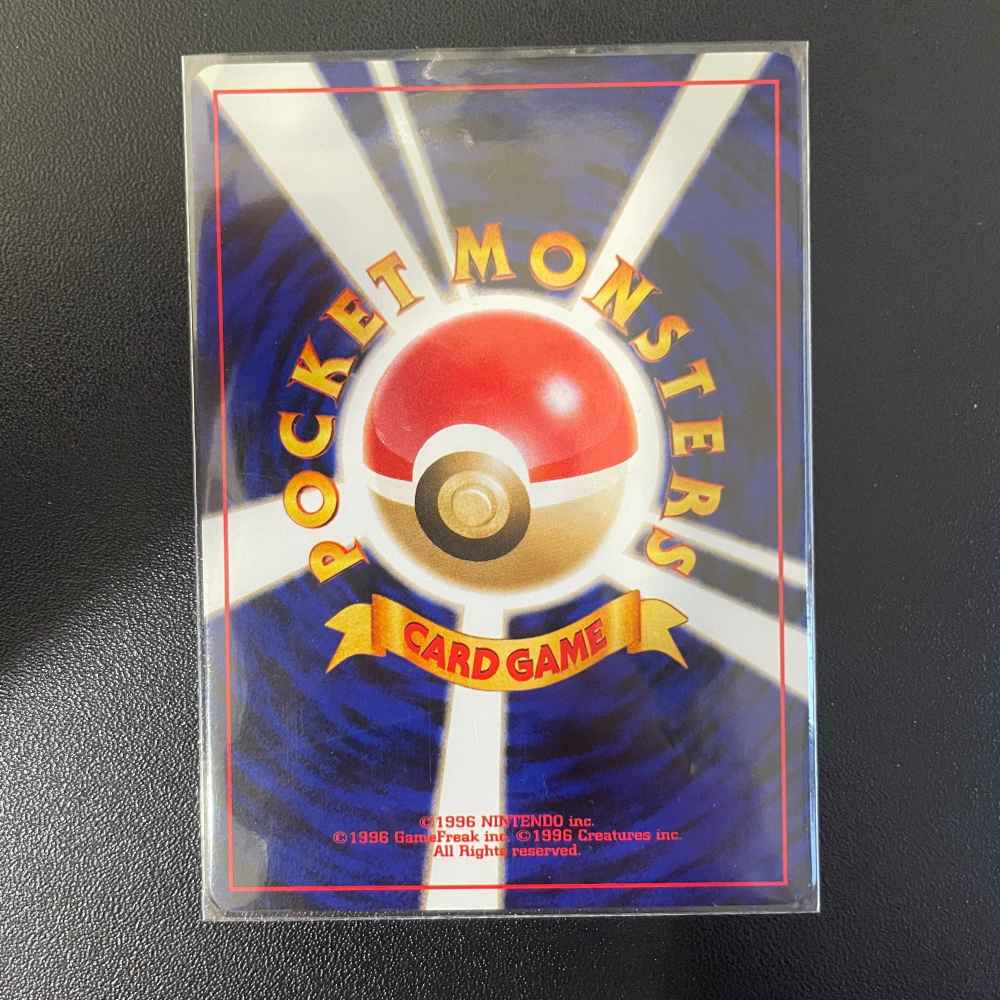 POCKET MONSTERS
CARD GAME
©1996 NINTENDO inc.
©1996 GameFreak inc. ©1996 Creatures inc.
All Rights reserved.